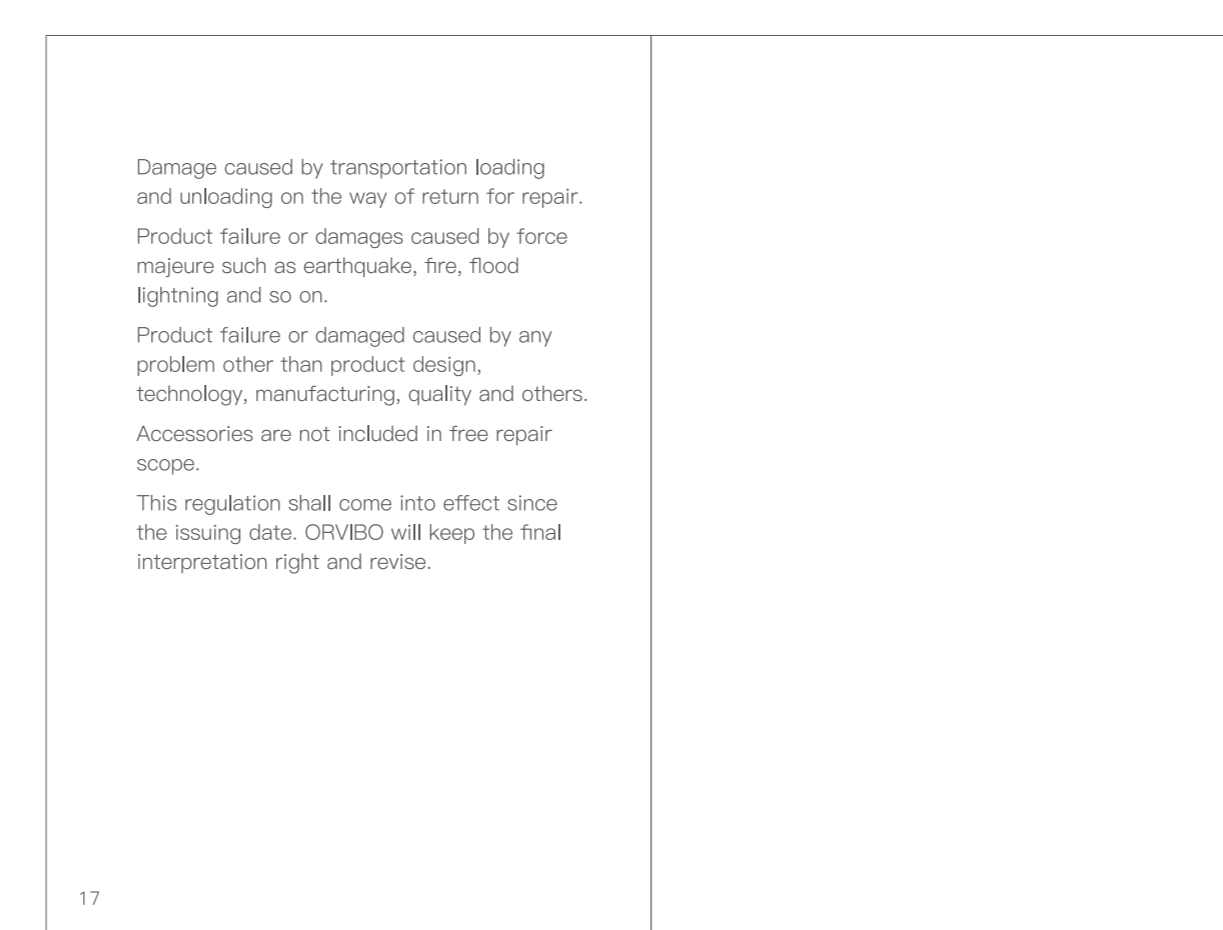 Damage caused by transportation loading
and unloading on the way of return for repair.
Product failure or damages caused by force
majeure such as earthquake, fire, flood
lightning and so on.
Product failure or damaged caused by any
problem other than product design,
technology, manufacturing, quality and others.
Accessories are not included in free repair
scope.
This regulation shall come into effect since
the issuing date. ORVIBO will keep the final
interpretation right and revise.
17